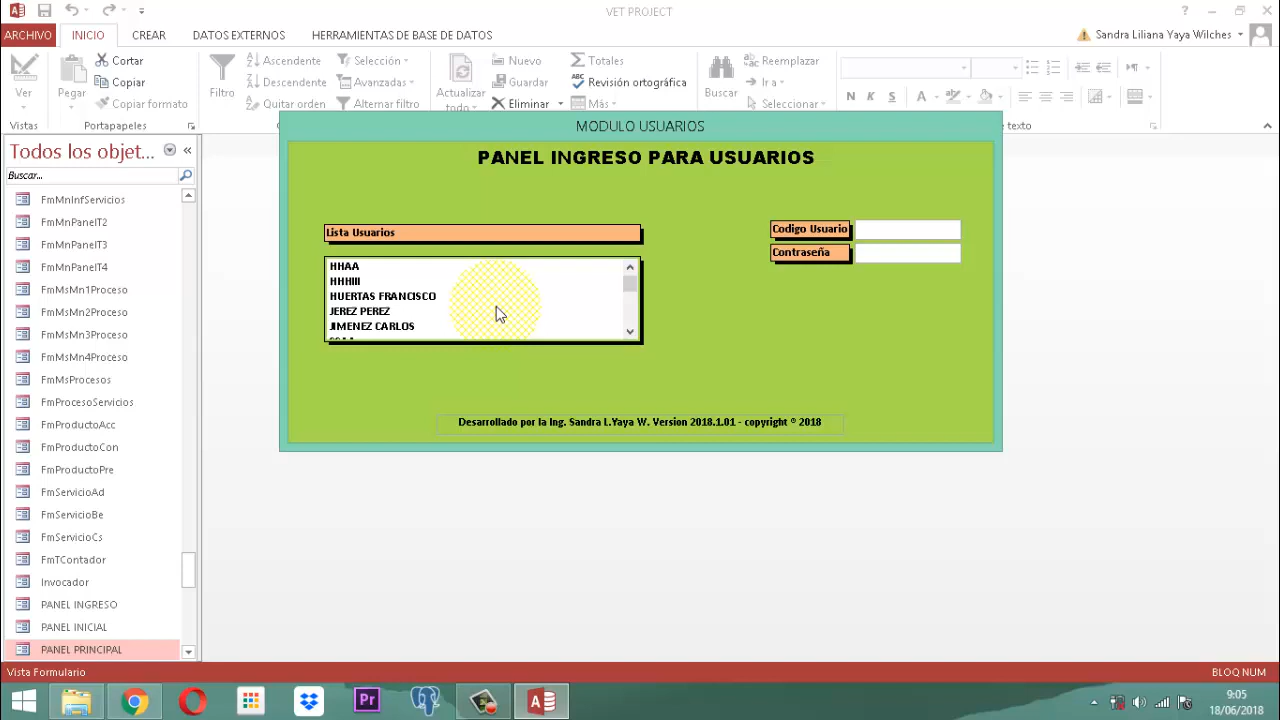 VET PROJECT
?
ARCHIVO INICIO CREAR DATOS EXTERNOS HERRAMIENTAS DE BASE DE DATOS Sandra Liliana Yaya Wilches
Ver
Vistas
Pegar
Cortar
Copiar
Copiar formato
Portapapeles
Filtro
Ascendente
Descendente
Quitar orden
Selección
Avanzadas
Alternar filtro
Actualizar
todo
Nuevo
Guardar
Eliminar
Totales
Revisión ortográfica
Más
Buscar
Reemplazar
Ir a
Seleccionar
N K S A
de texto
Todos los objet...
Buscar...
FmMnInfServicios
FmMnPanelT2
FmMnPanelT3
FmMnPanelT4
FmMsMn1Proceso
FmMsMn2Proceso
FmMsMn3Proceso
FmMsMn4Proceso
FmMsProcesos
FmProcesoServicios
FmProductoAcc
FmProductoCon
FmProductoPre
FmServicioAd
FmServicioBe
FmServicioCs
FmTContador
Invocador
PANEL INGRESO
PANEL INICIAL
PANEL PRINCIPAL
MODULO USUARIOS
PANEL INGRESO PARA USUARIOS
Lista Usuarios
HHAA
HHHIII
HUERTAS FRANCISCO
JEREZ PEREZ
JIMENEZ CARLOS
Codigo Usuario
Contraseña
Desarrollado por la Ing. Sandra L.Yaya W. Version 2018.1.01 - copyright ® 2018
Vista Formulario BLOQ NUM
Pr
9:05
18/06/2018